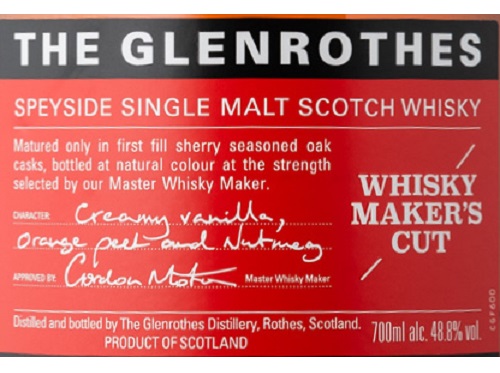 THE GLENROTHES
SPEYSIDE SINGLE MALT SCOTCH WHISKY
Matured only in first fill sherry seasoned oak
casks, bottled at natural colour at the strength
selected by our Master Whisky Maker.
CHARACTER Creamy vanilla,
orange peel and Nutmeg
APPROVED BY: Gordon Motion Master Whisky Maker
WHISKY
MAKER'S
CUT
Distilled and bottled by The Glenrothes Distillery, Rothes, Scotland.
PRODUCT OF SCOTLAND
700ml alc. 48.8% vol.